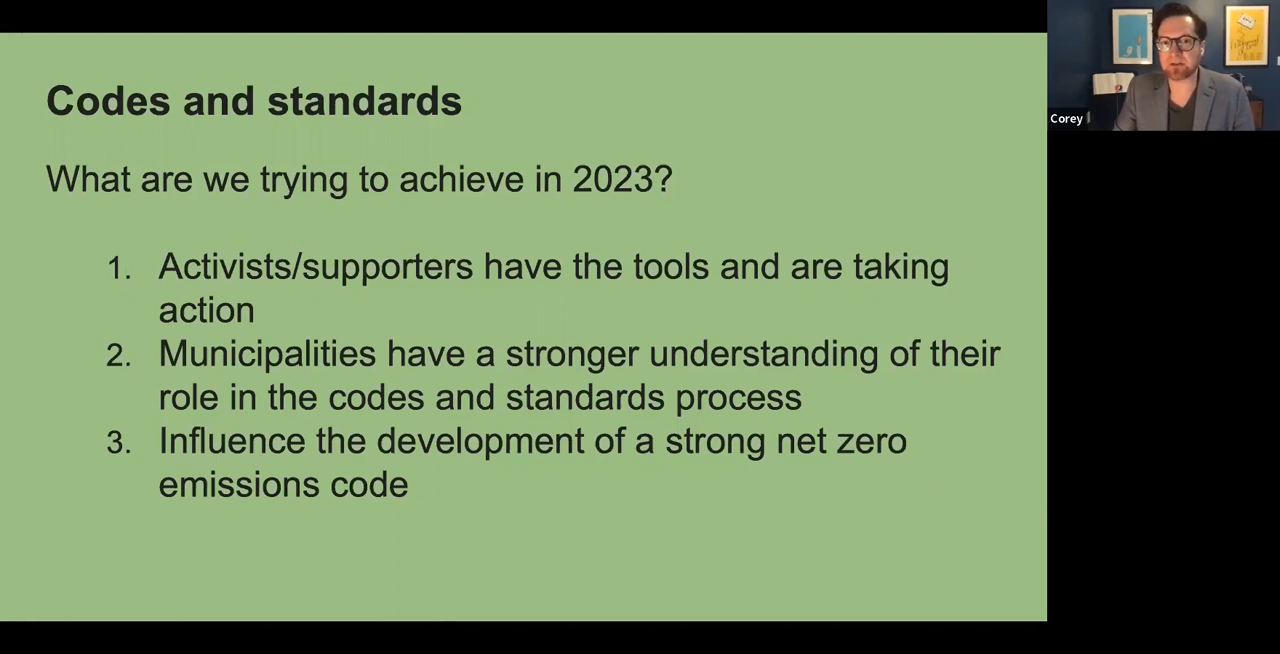 Codes and standards
What are we trying to achieve in 2023?
1. Activists/supporters have the tools and are taking
action
2. Municipalities have a stronger understanding of their
role in the codes and standards process
3. Influence the development of a strong net zero
emissions code
Corey